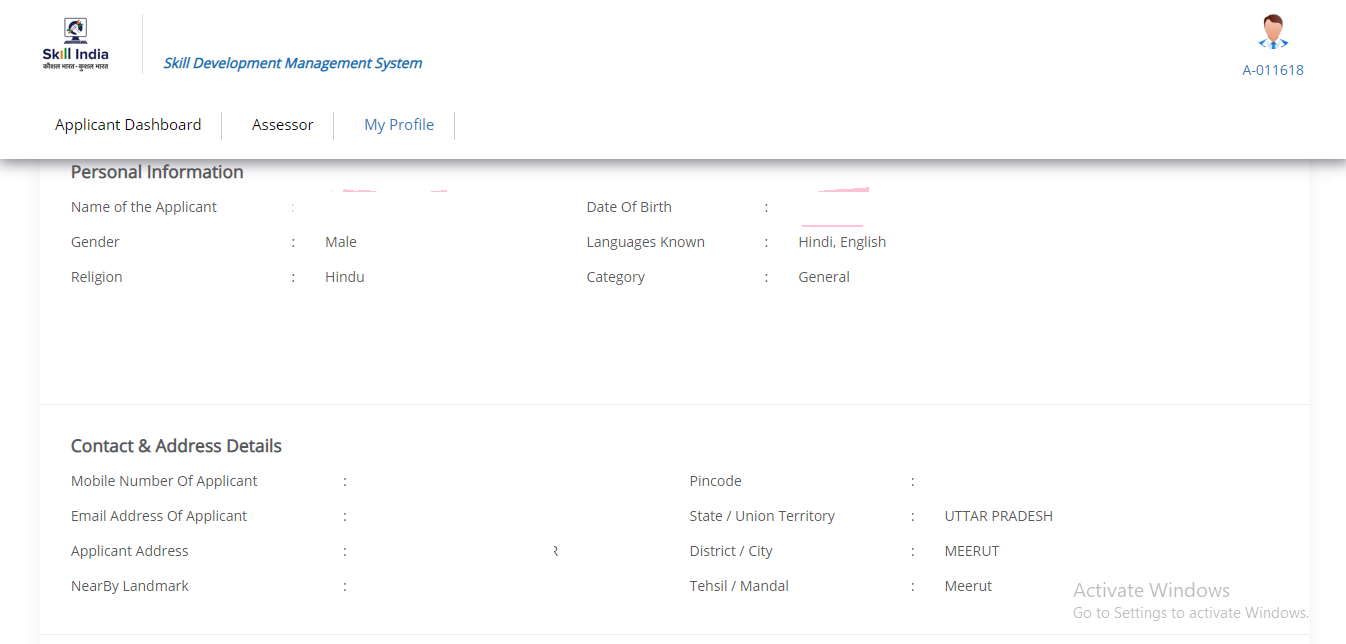 Skill India
कौशल भारत - कुशल भारत
Skill Development Management System
A-011618
Applicant Dashboard Assessor My Profile
Personal Information
Name of the Applicant : Date Of Birth :
Gender : Male Languages Known : Hindi, English
Religion : Hindu Category : General
Contact & Address Details
Mobile Number Of Applicant : Pincode :
Email Address Of Applicant : State / Union Territory : UTTAR PRADESH
Applicant Address : District / City : MEERUT
NearBy Landmark : Tehsil / Mandal : Meerut
Activate Windows
Go to Settings to activate Windows.